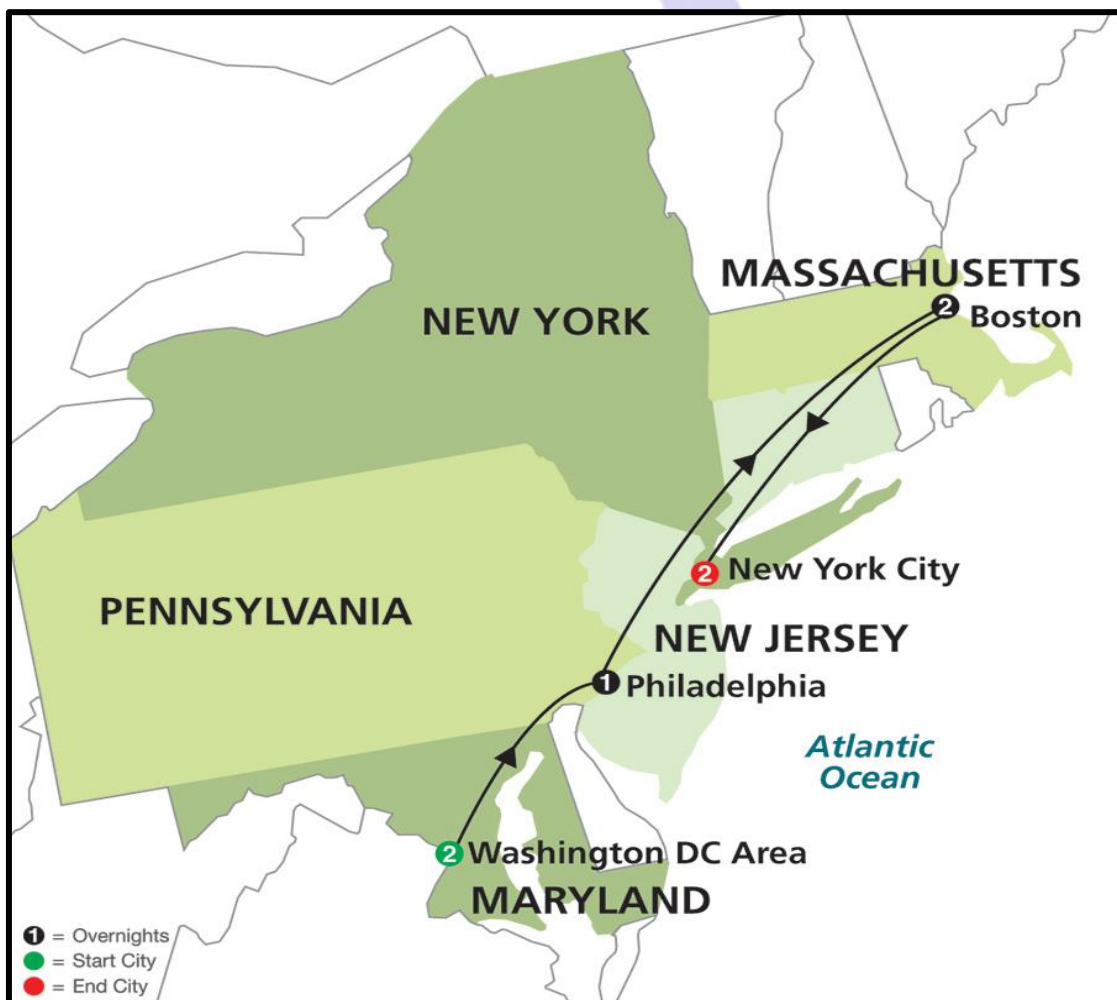 MASSACHUSETTS
2 Boston
NEW YORK
2 New York City
PENNSYLVANIA
NEW JERSEY
1 Philadelphia
Atlantic
Ocean
2 Washington DC Area
MARYLAND
1 = Overnights
= Start City
= End City